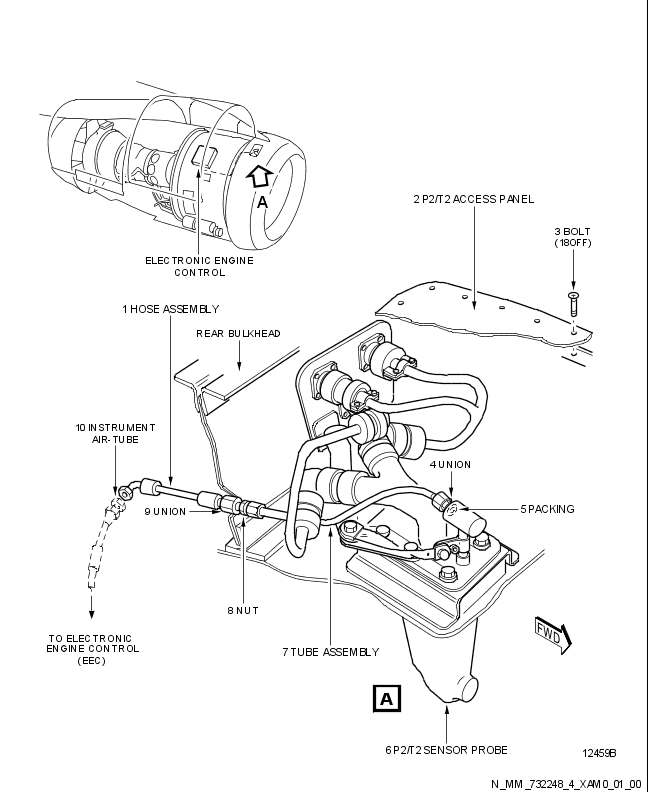 A
ELECTRONIC ENGINE
CONTROL
2 P2/T2 ACCESS PANEL
3 BOLT
(18OFF)
1 HOSE ASSEMBLY
REAR BULKHEAD
10 INSTRUMENT
AIR-TUBE
4 UNION
9 UNION
5 PACKING
8 NUT
7 TUBE ASSEMBLY
FWD
TO ELECTRONIC
ENGINE CONTROL
(EEC)
A
6 P2/T2 SENSOR PROBE
12459B
N_MM_732248_4_XAM0_01_00